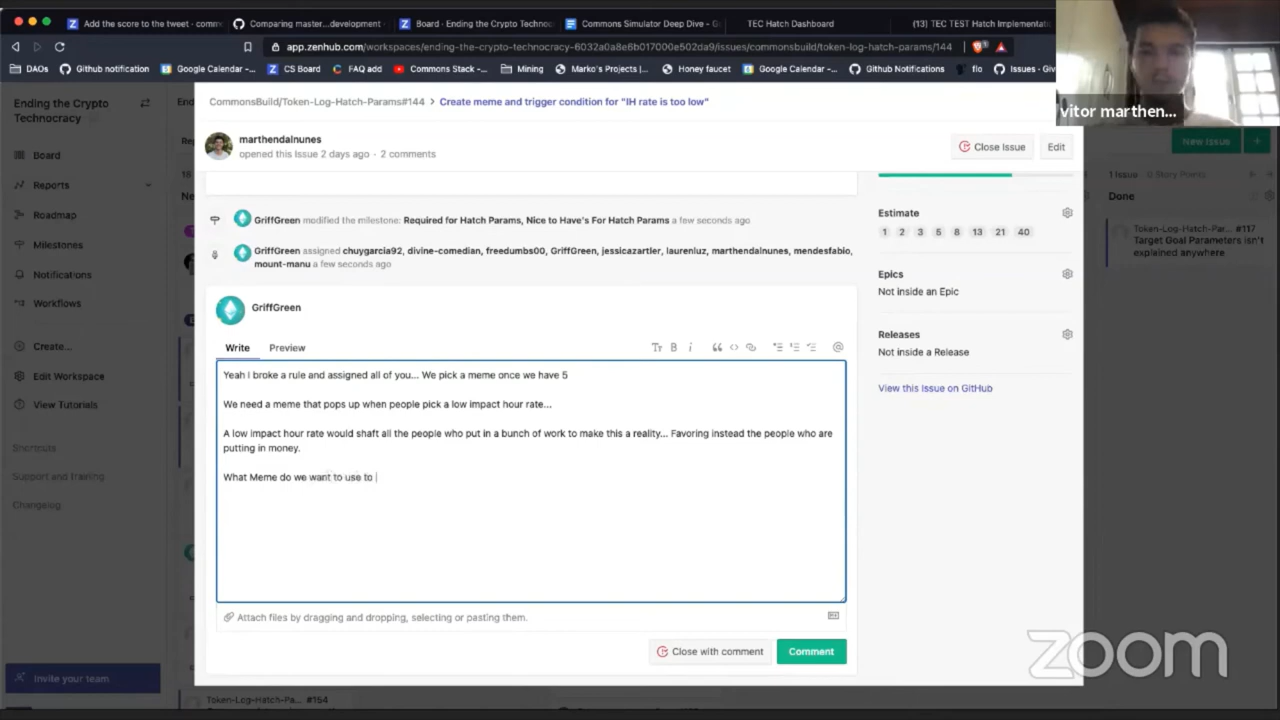 Add the score to the tweet · comm
Comparing master...development ·
Board · Ending the Crypto Techno
Commons Simulator Deep Dive - G
TEC Hatch Dashboard
(13) TEC TEST Hatch Implementati
app.zenhub.com/workspaces/ending-the-crypto-technocracy-6032a0a8e6b017000e502da9/issues/commonsbuild/token-log-hatch-params/144
DAOs
Github notification
Google Calendar -...
CS Board
FAQ add
Commons Stack -...
Mining
Marko's Projects |...
Honey faucet
Google Calendar -...
Github Notifications
flo
Issues · Giv
vitor marthen...
Ending the Crypto
Technocracy
Board
Reports
Roadmap
Milestones
Notifications
Workflows
Create...
Edit Workspace
View Tutorials
Shortcuts
Support and training
Changelog
Invite your team
CommonsBuild/Token-Log-Hatch-Params#144 > Create meme and trigger condition for "IH rate is too low"
marthendalnunes
opened this Issue 2 days ago · 2 comments
Close Issue
Edit
GriffGreen modified the milestone: Required for Hatch Params, Nice to Have's For Hatch Params a few seconds ago
GriffGreen assigned chuygarcia92, divine-comedian, freedumbs00, GriffGreen, jessicazartler, laurenluz, marthendalnunes, mendesfabio,
mount-manu a few seconds ago
GriffGreen
Write
Preview
Yeah I broke a rule and assigned all of you... We pick a meme once we have 5
We need a meme that pops up when people pick a low impact hour rate...
A low impact hour rate would shaft all the people who put in a bunch of work to make this a reality... Favoring instead the people who are
putting in money.
What Meme do we want to use to
Attach files by dragging and dropping, selecting or pasting them.
Close with comment
Comment
Estimate
1 2 3 5 8 13 21 40
Epics
Not inside an Epic
Releases
Not inside a Release
View this Issue on GitHub
New Issue
1 Issue 0 Story Points
Done
Token-Log-Hatch-Par... #117
Target Goal Parameters isn't
explained anywhere
Token-Log-Hatch-Pa... #154
zoom